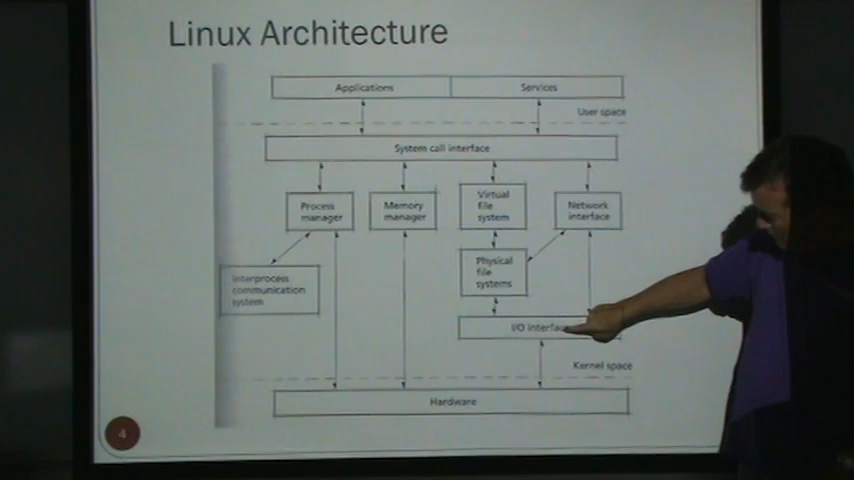 Linux Architecture
Applications
Services
User space
System call interface
Process
manager
Memory
manager
Virtual
file
system
Network
interface
Interprocess
communication
system
Physical
file
systems
I/O interface
Kernel space
Hardware
4